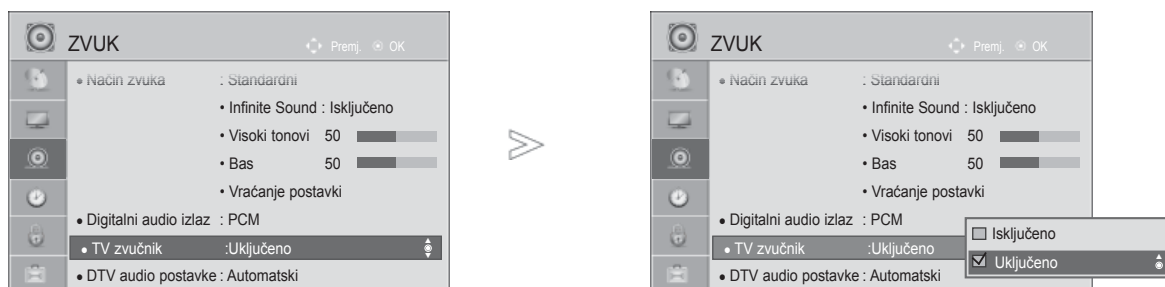 ZVUK
Premj. OK
• Način zvuka : Standardni
• Infinite Sound : Isključeno
• Visoki tonovi 50
• Bas 50
• Vraćanje postavki
• Digitalni audio izlaz : PCM
• TV zvučnik :Uključeno
• DTV audio postavke : Automatski
ZVUK
Premj. OK
• Način zvuka : Standardni
• Infinite Sound : Isključeno
• Visoki tonovi 50
• Bas 50
• Vraćanje postavki
• Digitalni audio izlaz : PCM
• TV zvučnik :Uključeno
• DTV audio postavke : Automatski
Isključeno
Uključeno